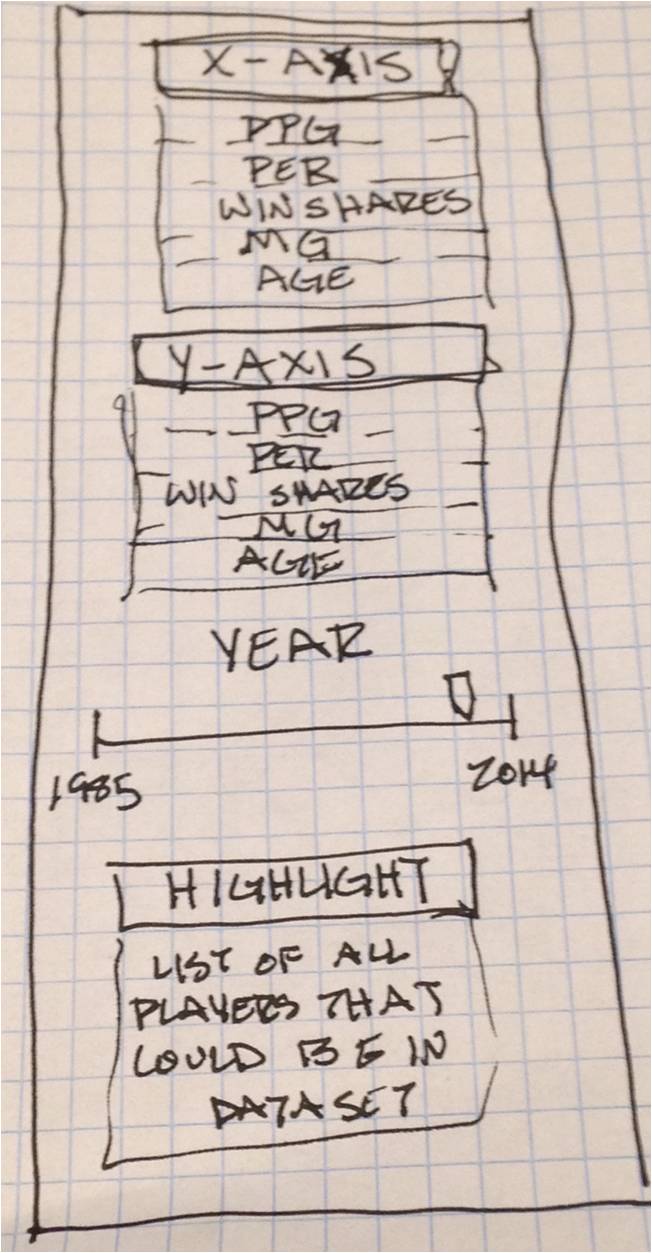 X-AXIS
PPG
PER
WIN SHARES
MG
AGE
Y-AXIS
PPG
PER
WIN SHARES
MG
AGE
YEAR
1985 2014
HIGHLIGHT
LIST OF ALL
PLAYERS THAT
COULD BE IN
DATASET